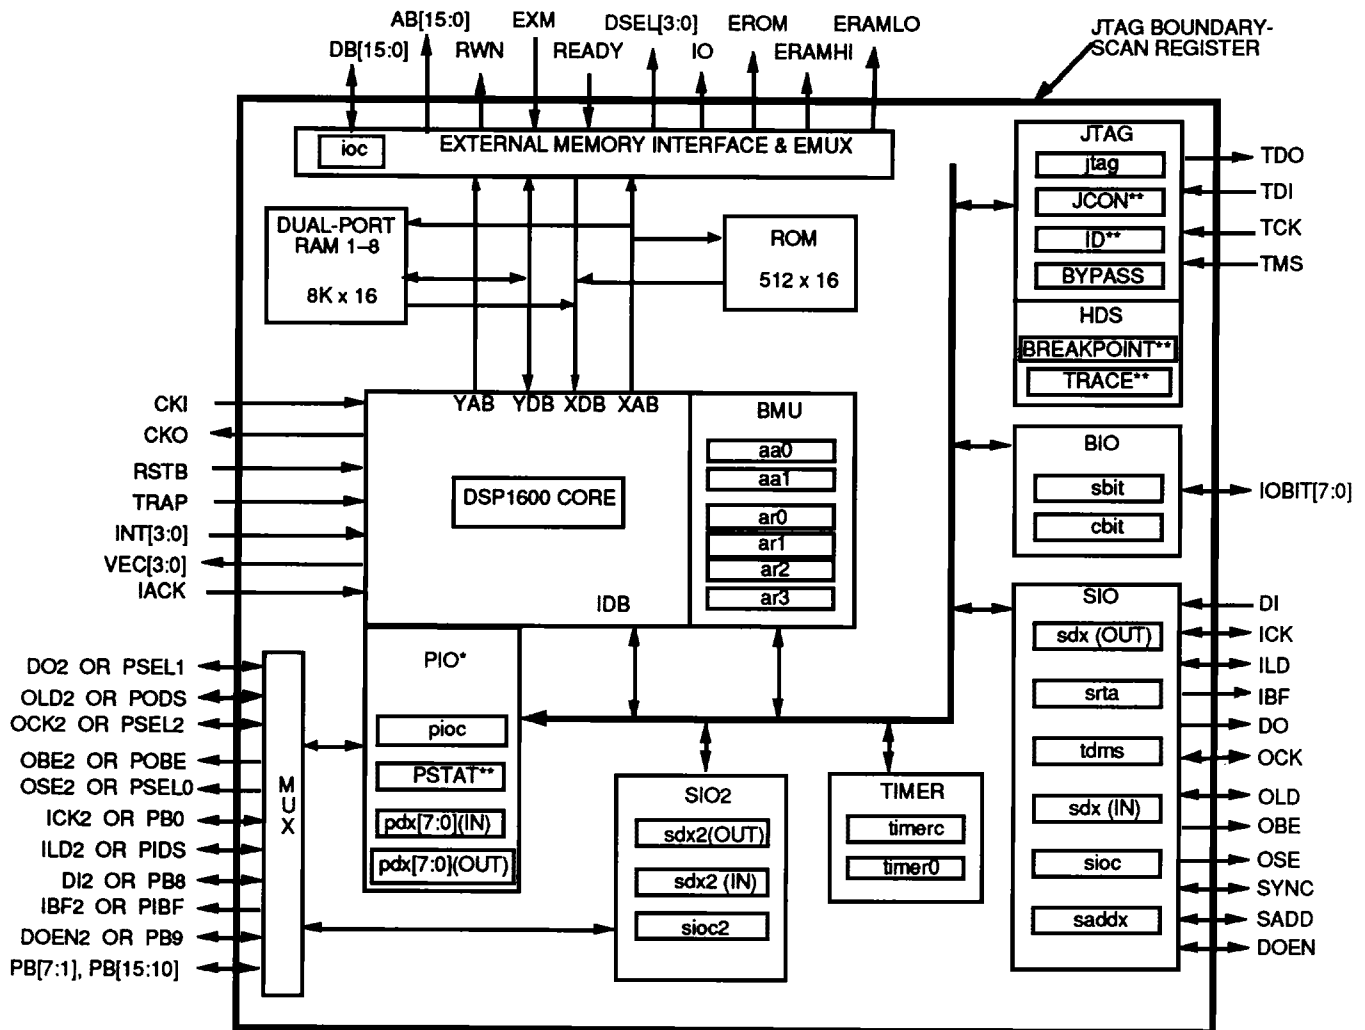 AB[15:0] EXM DSEL[3:0] EROM ERAMLO
DB[15:0] RWN READY IO ERAMHI
JTAG BOUNDARY-
SCAN REGISTER
ioc EXTERNAL MEMORY INTERFACE & EMUX
DUAL-PORT
RAM 1–8
8K x 16
ROM
512 x 16
JTAG
jtag
JCON**
ID**
BYPASS
HDS
BREAKPOINT**
TRACE**
TDO
TDI
TCK
TMS
CKI
CKO
RSTB
TRAP
INT[3:0]
VEC[3:0]
IACK
YAB YDB XDB XAB
DSP1600 CORE
IDB
BMU
aa0
aa1
ar0
ar1
ar2
ar3
BIO
sbit
cbit
IOBIT[7:0]
SIO
sdx (OUT)
srta
tdms
sdx (IN)
sioc
saddx
DI
ICK
ILD
IBF
DO
OCK
OLD
OBE
OSE
SYNC
SADD
DOEN
DO2 OR PSEL1
OLD2 OR PODS
OCK2 OR PSEL2
OBE2 OR POBE
OSE2 OR PSEL0
ICK2 OR PB0
ILD2 OR PIDS
DI2 OR PB8
IBF2 OR PIBF
DOEN2 OR PB9
PB[7:1], PB[15:10]
M
U
X
PIO*
pioc
PSTAT**
pdx[7:0](IN)
pdx[7:0](OUT)
SIO2
sdx2(OUT)
sdx2 (IN)
sioc2
TIMER
timerc
timer0